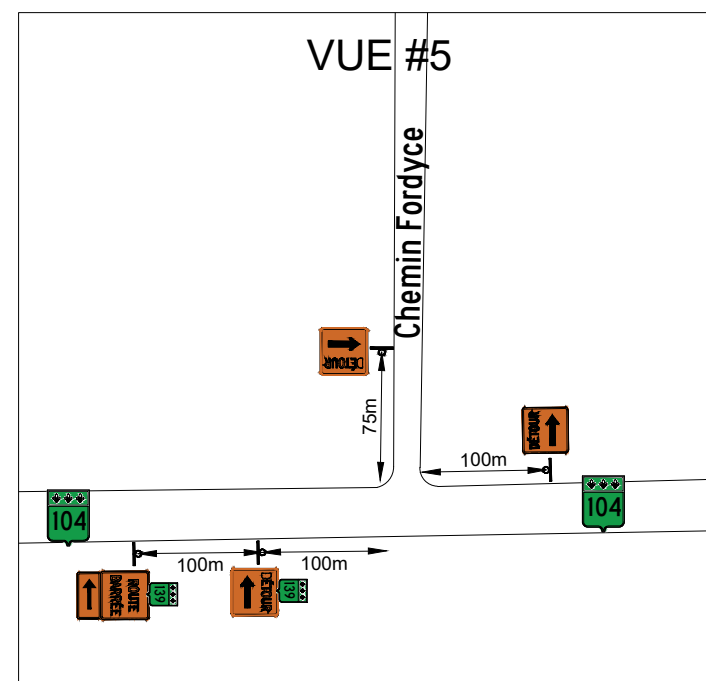 VUE #5
Chemin Fordyce
DÉTOUR
75m
DÉTOUR
100m
104
104
100m
100m
ROUTE
BARRÉE
139
DÉTOUR
139